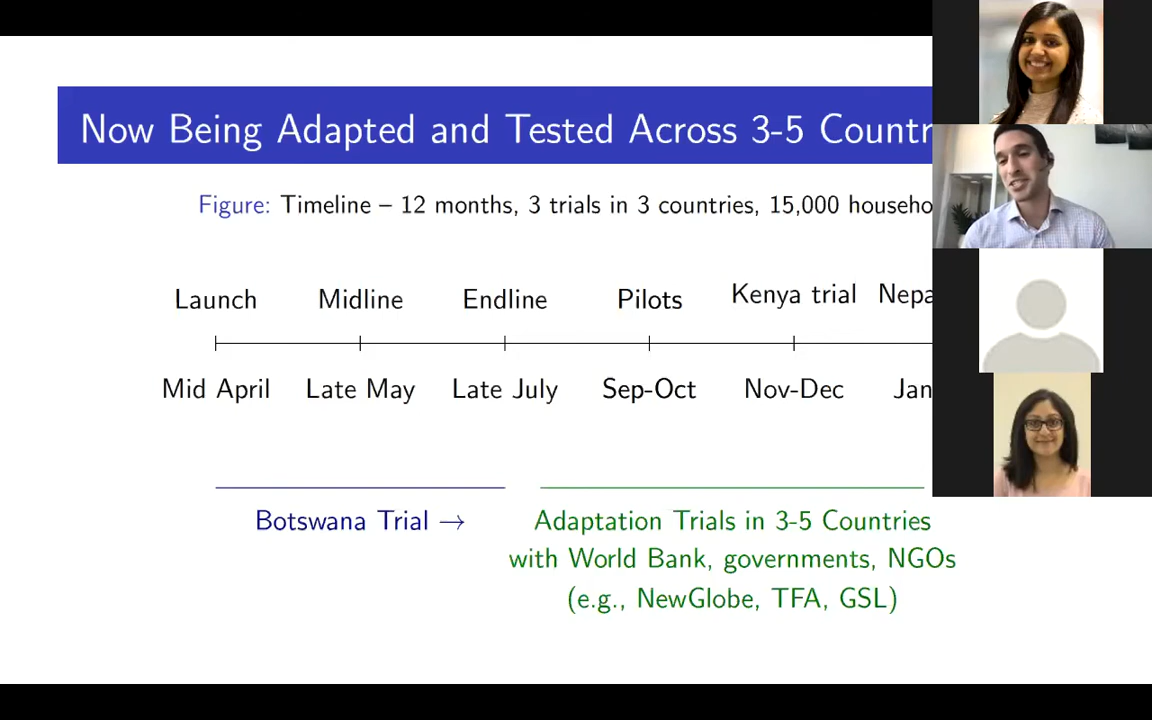 Now Being Adapted and Tested Across 3-5 Countr
Figure: Timeline – 12 months, 3 trials in 3 countries, 15,000 househo
Launch Midline Endline Pilots Kenya trial Nepa
Mid April Late May Late July Sep-Oct Nov-Dec Jan
Botswana Trial →
Adaptation Trials in 3-5 Countries
with World Bank, governments, NGOs
(e.g., NewGlobe, TFA, GSL)